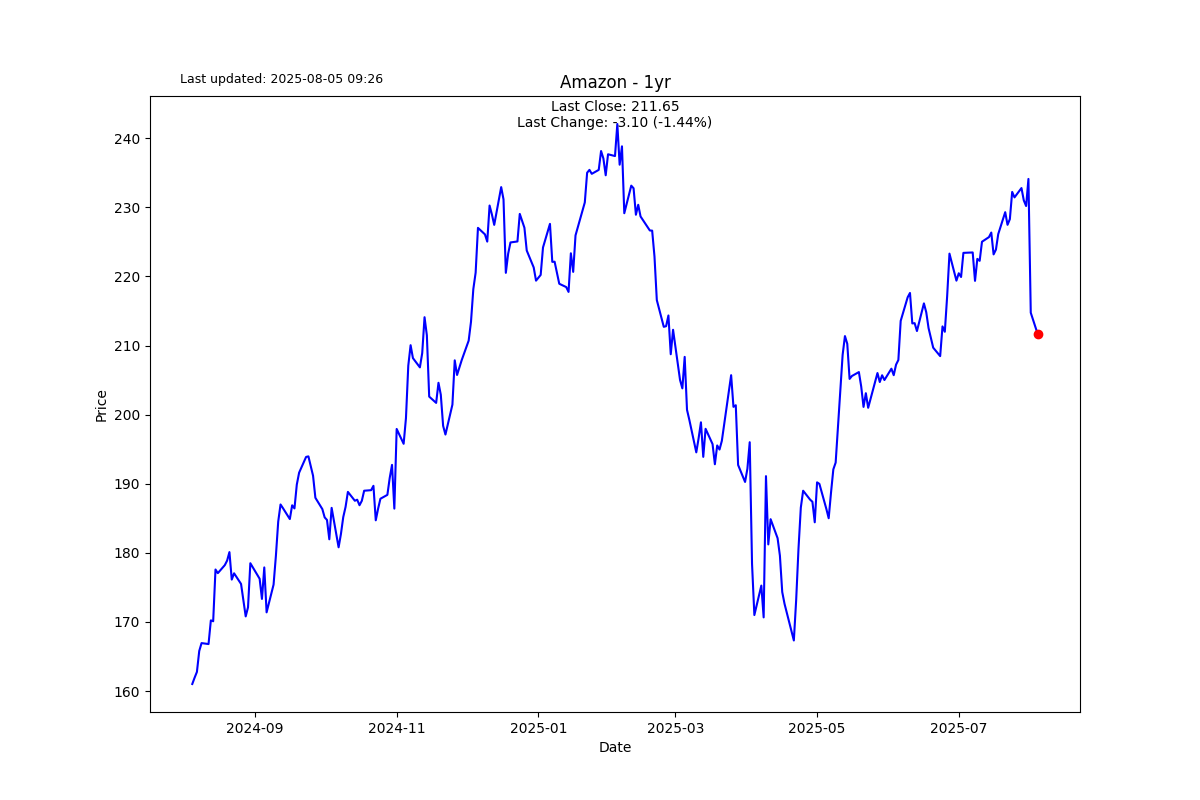 Last updated: 2025-08-05 09:26
Amazon - 1yr
Last Close: 211.65
Last Change: -3.10 (-1.44%)
240
230
220
210
200
190
180
170
160
Price
2024-09 2024-11 2025-01 2025-03 2025-05 2025-07
Date